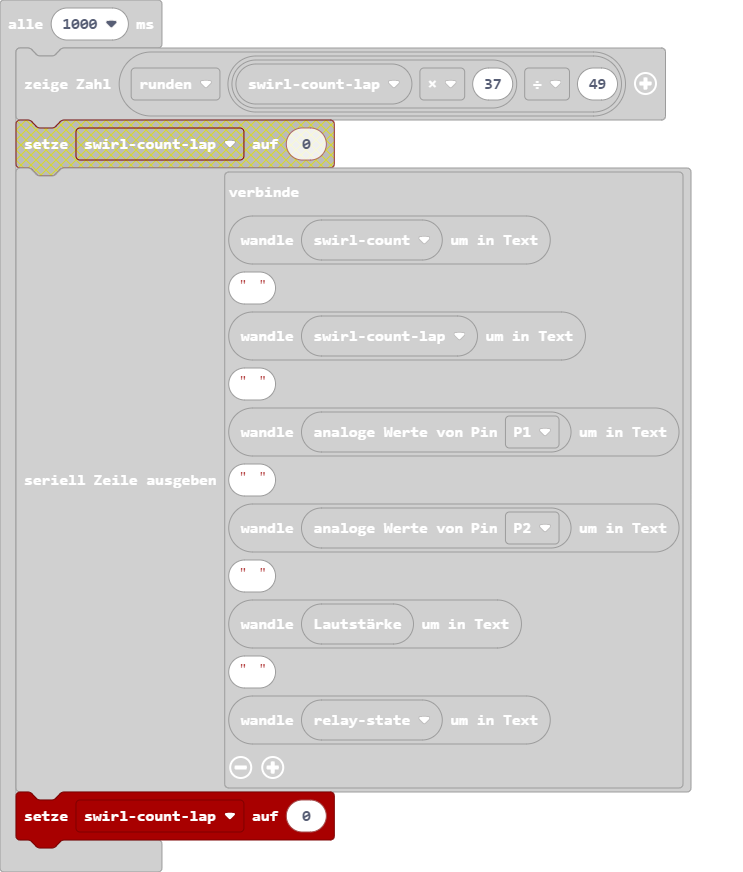 alle 1000 ms
zeige Zahl runden swirl-count-lap × 37 ÷ 49
setze swirl-count-lap auf 0
verbinde
wandle swirl-count um in Text
" "
wandle swirl-count-lap um in Text
" "
wandle analoge Werte von Pin P1 um in Text
seriell Zeile ausgeben " "
wandle analoge Werte von Pin P2 um in Text
" "
wandle Lautstärke um in Text
" "
wandle relay-state um in Text
setze swirl-count-lap auf 0